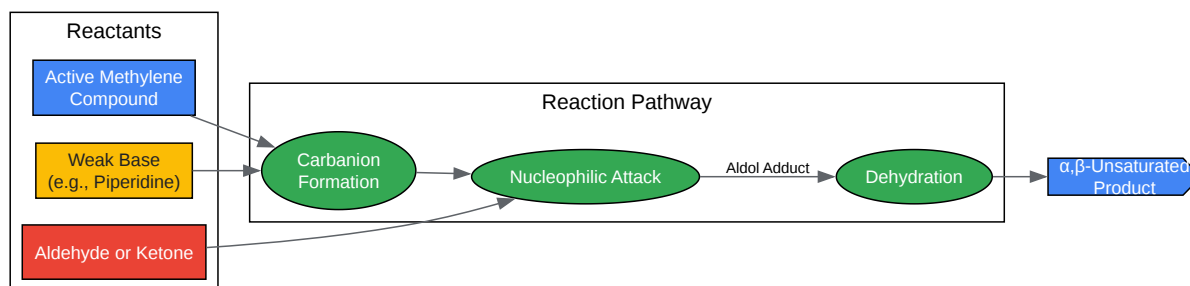 Reactants
Active Methylene
Compound
Weak Base
(e.g., Piperidine)
Aldehyde or Ketone
Reaction Pathway
Carbanion
Formation
Nucleophilic Attack
Aldol Adduct
Dehydration
α,β-Unsaturated
Product